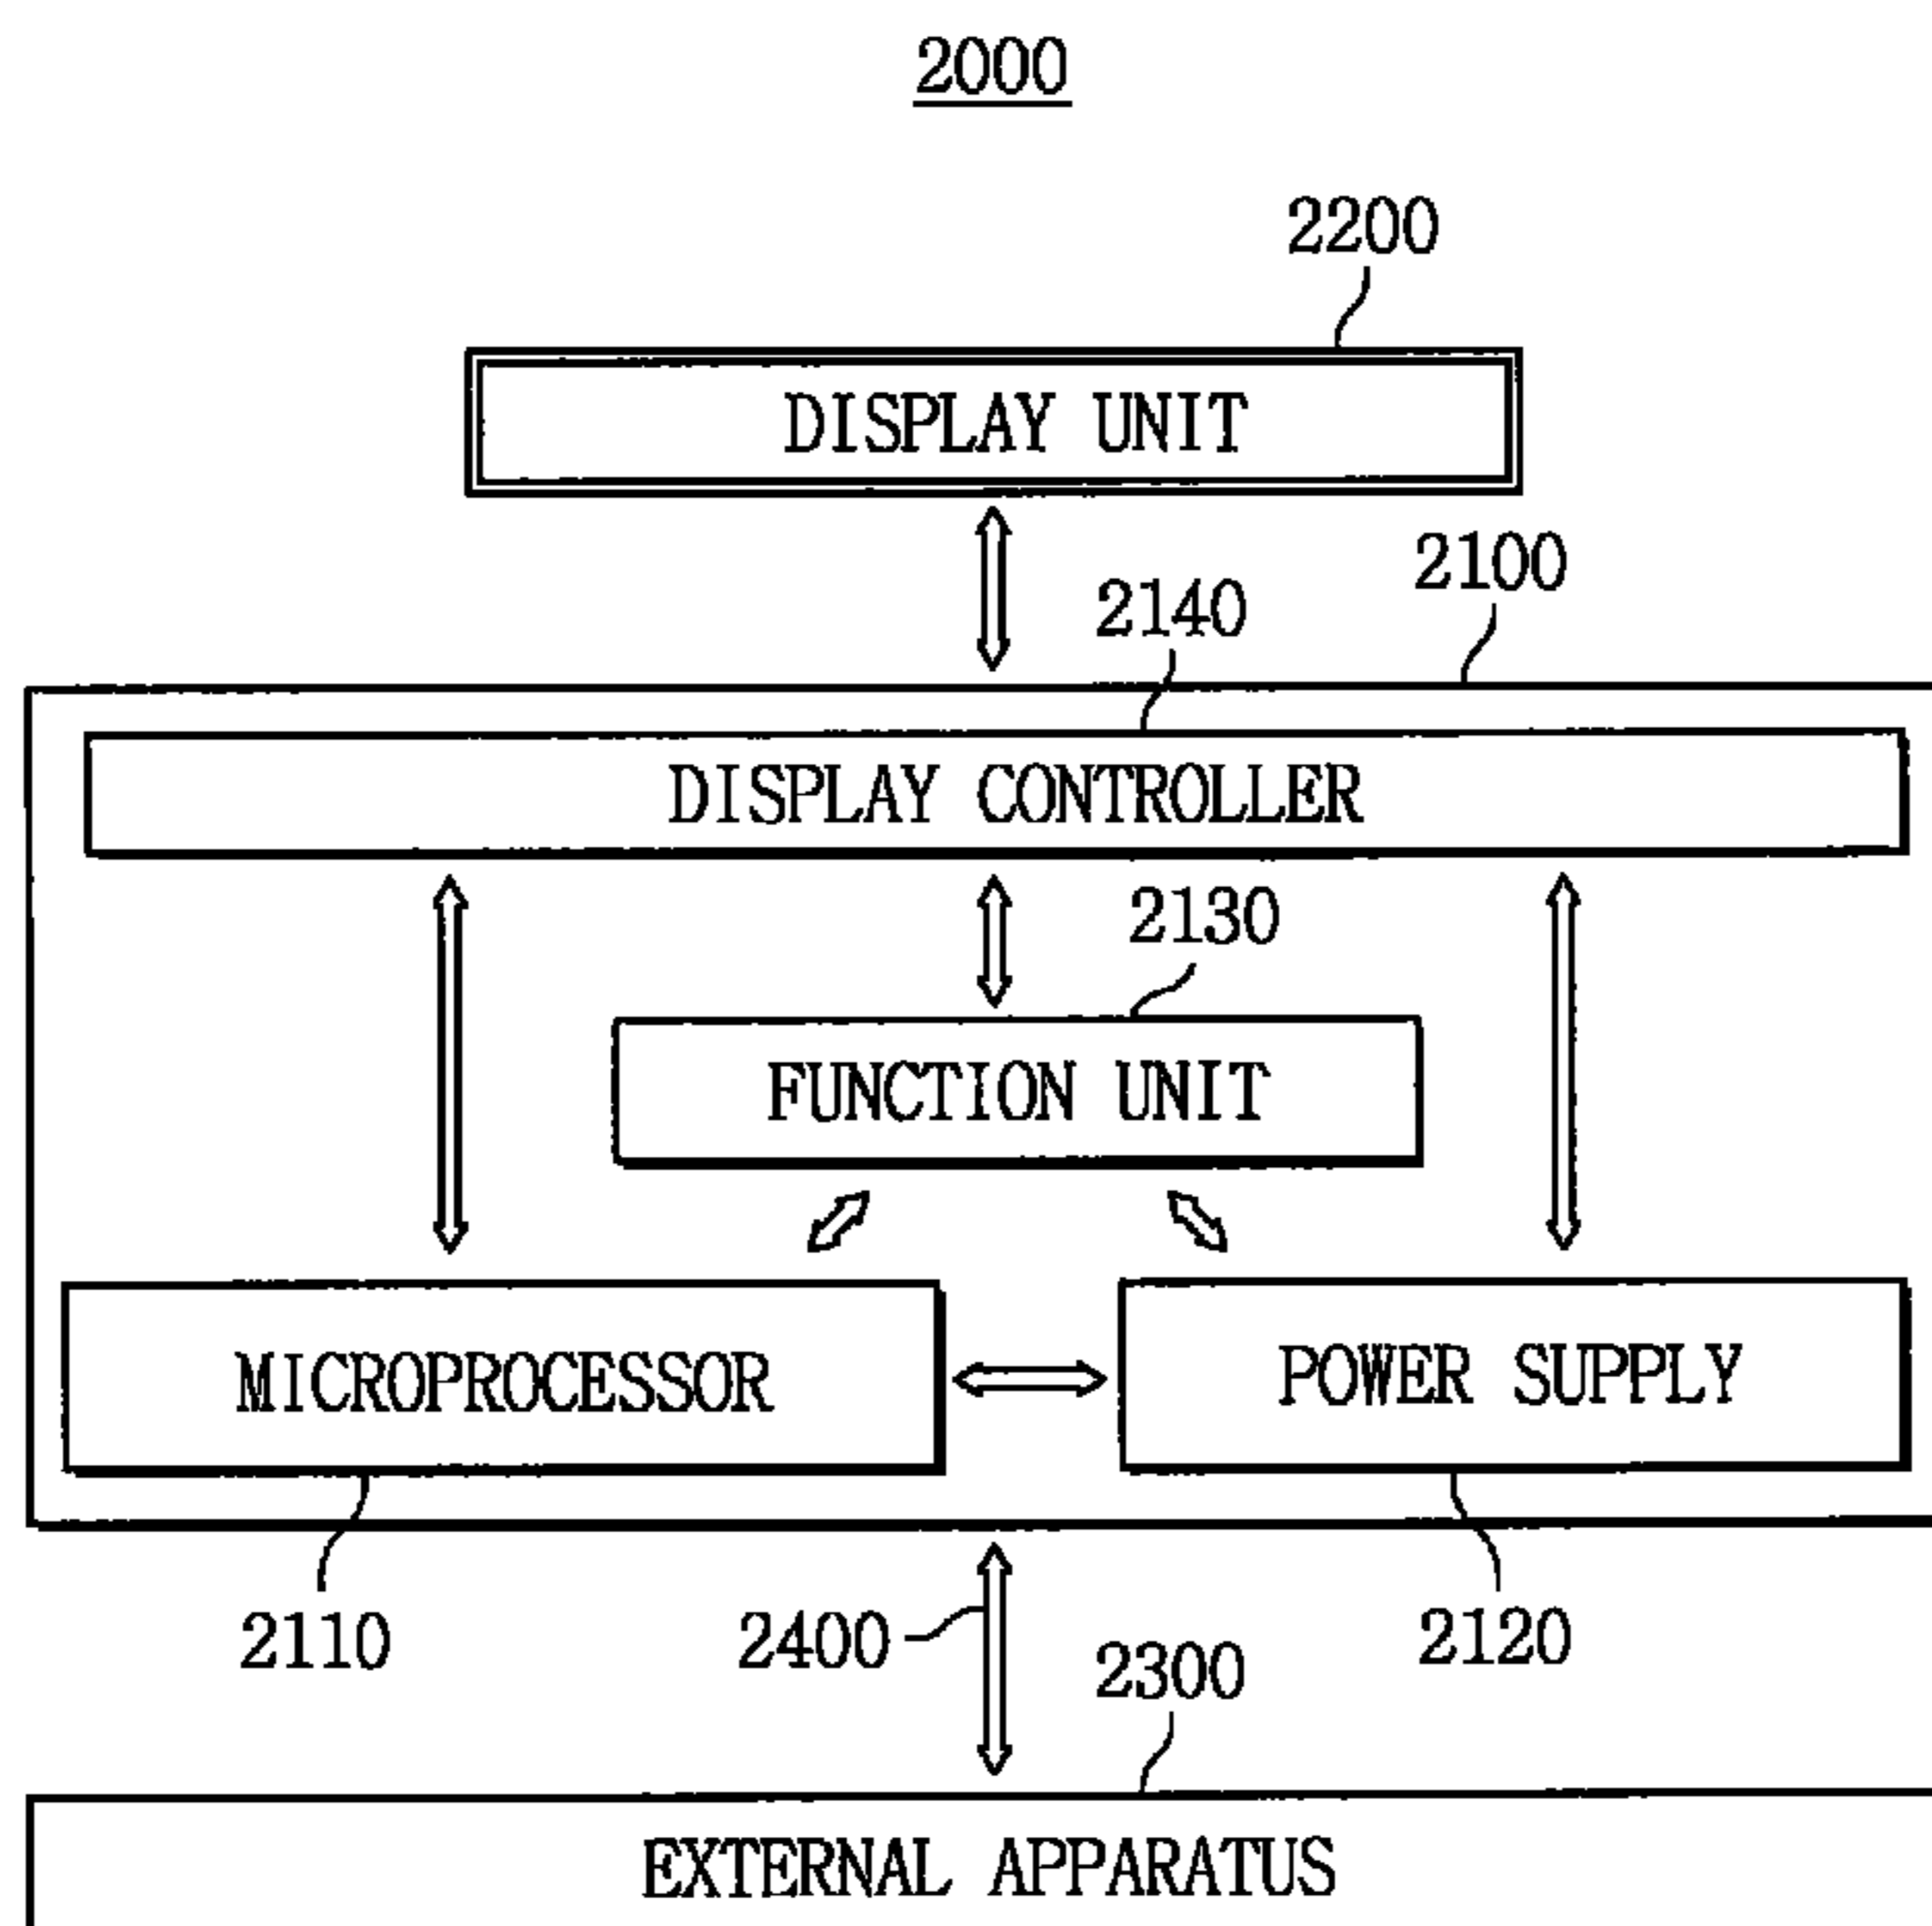 2000
2200
DISPLAY UNIT
2100
2140
DISPLAY CONTROLLER
2130
FUNCTION UNIT
MICROPROCESSOR
POWER SUPPLY
2110
2400
2120
2300
EXTERNAL APPARATUS